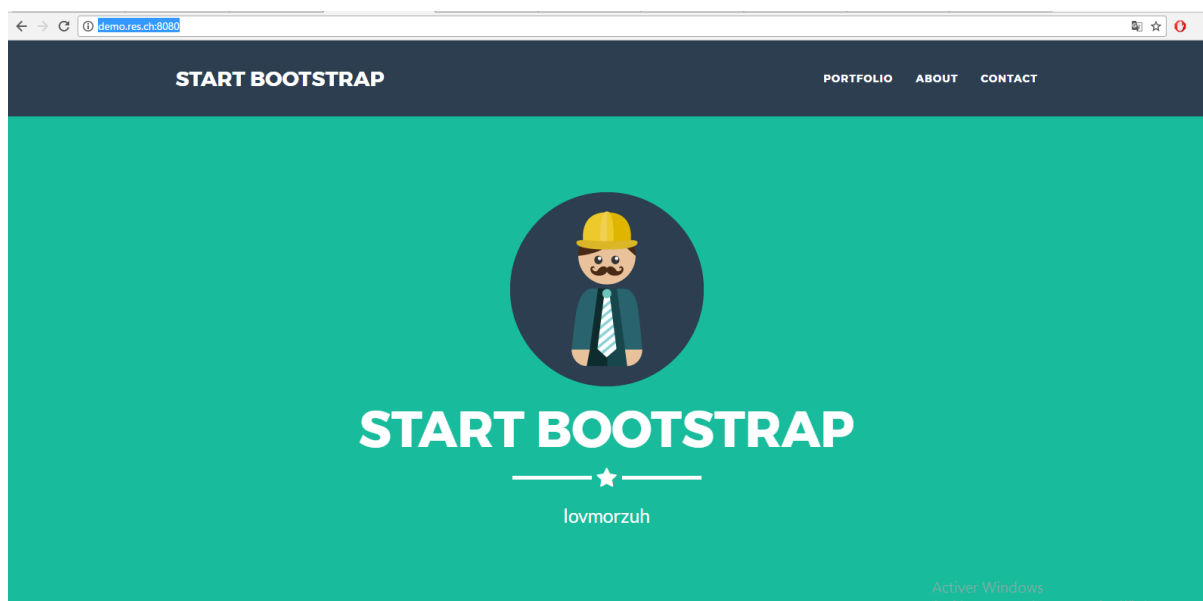 demo.res.ch:8080
START BOOTSTRAP PORTFOLIO ABOUT CONTACT
START BOOTSTRAP
lovmorzuh
Activer Windows